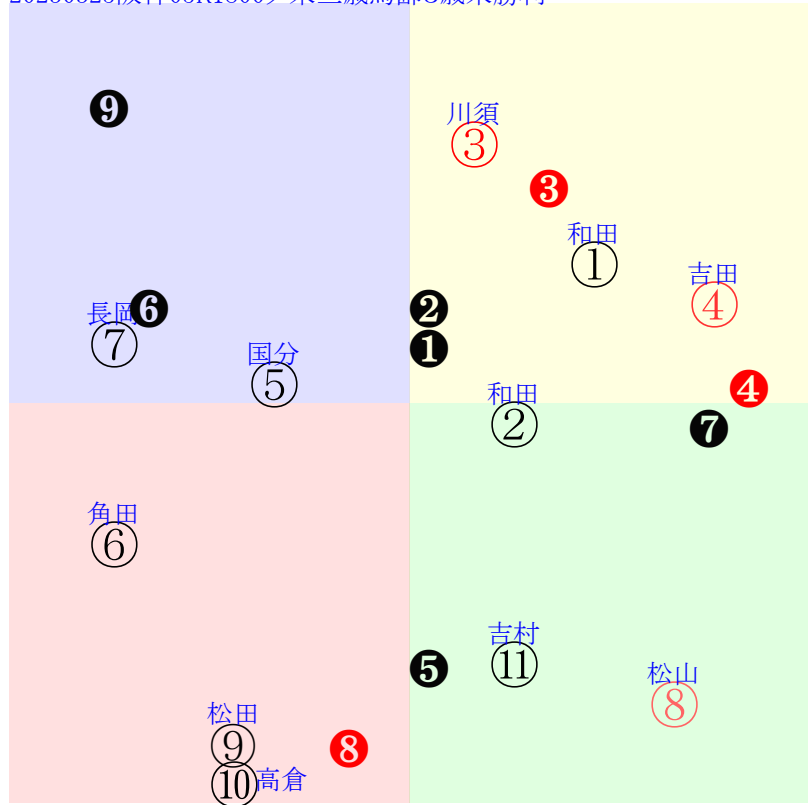 ❾
川須
③
❸
和田
①
吉田
④
長岡
❻
⑦
❷
❶
国分
⑤
❹
和田
②
❼
角田
⑥
吉村
⑪
❺
松山
⑧
松田
⑨
❽
⑩
高倉